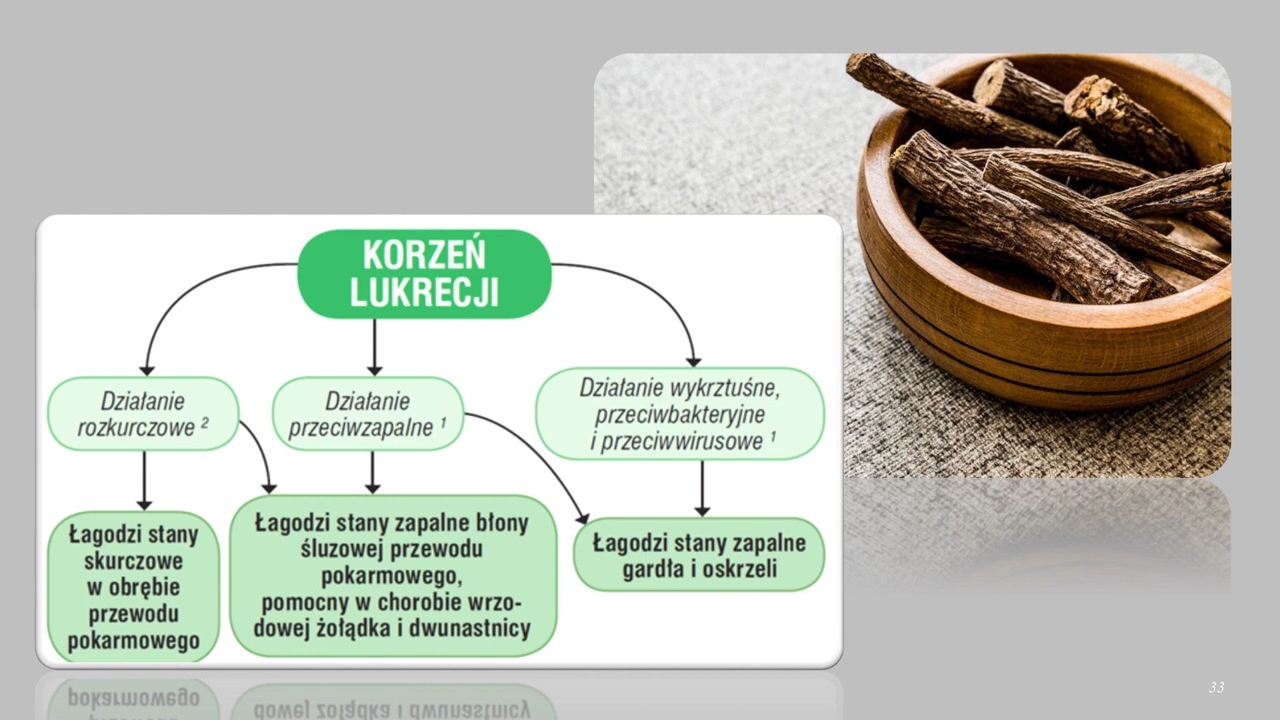 KORZEŃ
LUKRECJI
Działanie
rozkurczowe ²
Działanie
przeciwzapalne ¹
Działanie wykrztuśne,
przeciwbakteryjne
i przeciwwirusowe ¹
Łagodzi stany
skurczowe
w obrębie
przewodu
pokarmowego
Łagodzi stany zapalne błony
śluzowej przewodu
pokarmowego,
pomocny w chorobie wrzo-
dowej żołądka i dwunastnicy
Łagodzi stany zapalne
gardła i oskrzeli
33